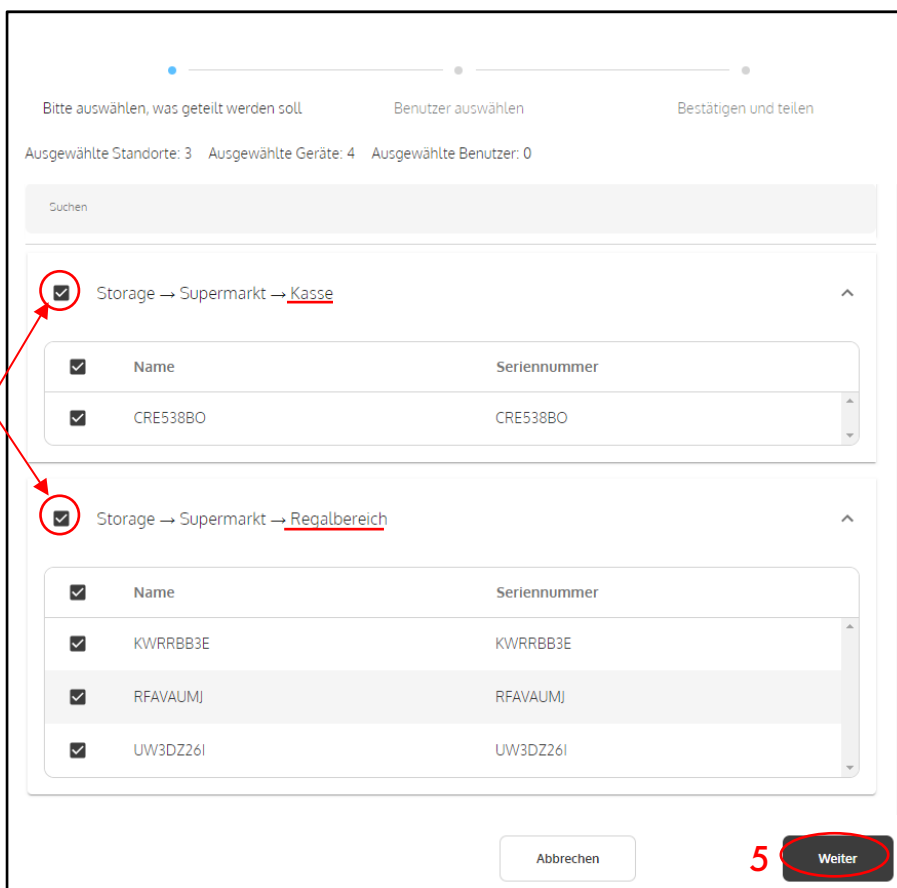 Bitte auswählen, was geteilt werden soll Benutzer auswählen Bestätigen und teilen
Ausgewählte Standorte: 3 Ausgewählte Geräte: 4 Ausgewählte Benutzer: 0
Suchen
Storage → Supermarkt → Kasse
Name Seriennummer
CRE538BO CRE538BO
Storage → Supermarkt → Regalbereich
Name Seriennummer
KWRRBB3E KWRRBB3E
RFAVAUMJ RFAVAUMJ
UW3DZ26I UW3DZ26I
Abbrechen 5 Weiter